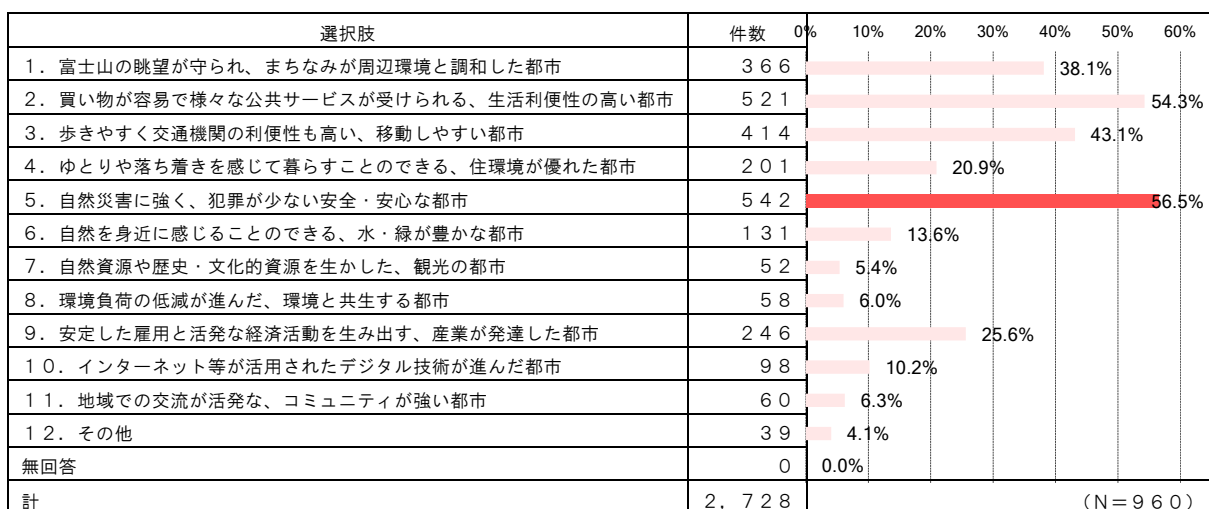 選択肢 件数 0% 10% 20% 30% 40% 50% 60%
１．富士山の眺望が守られ、まちなみが周辺環境と調和した都市 ３６６ 38.1%
２．買い物が容易で様々な公共サービスが受けられる、生活利便性の高い都市 ５２１ 54.3%
３．歩きやすく交通機関の利便性も高い、移動しやすい都市 ４１４ 43.1%
４．ゆとりや落ち着きを感じて暮らすことのできる、住環境が優れた都市 ２０１ 20.9%
５．自然災害に強く、犯罪が少ない安全・安心な都市 ５４２ 56.5%
６．自然を身近に感じることのできる、水・緑が豊かな都市 １３１ 13.6%
７．自然資源や歴史・文化的資源を生かした、観光の都市 ５２ 5.4%
８．環境負荷の低減が進んだ、環境と共生する都市 ５８ 6.0%
９．安定した雇用と活発な経済活動を生み出す、産業が発達した都市 ２４６ 25.6%
１０．インターネット等が活用されたデジタル技術が進んだ都市 ９８ 10.2%
１１．地域での交流が活発な、コミュニティが強い都市 ６０ 6.3%
１２．その他 ３９ 4.1%
無回答 ０ 0.0%
計 ２，７２８ （Ｎ＝９６０）